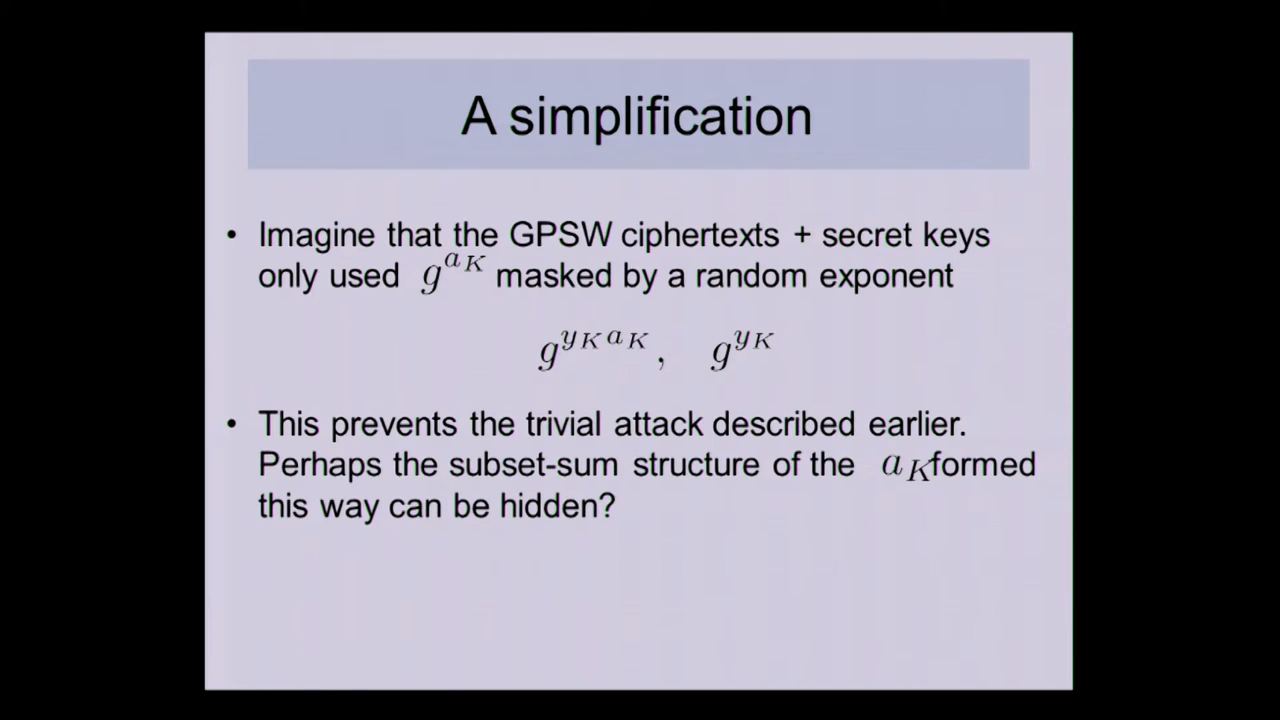 A simplification
• Imagine that the GPSW ciphertexts + secret keys
only used $g^{a_K}$ masked by a random exponent
$g^{y_K a_K}, \quad g^{y_K}$
• This prevents the trivial attack described earlier.
Perhaps the subset-sum structure of the $a_K$ formed
this way can be hidden?